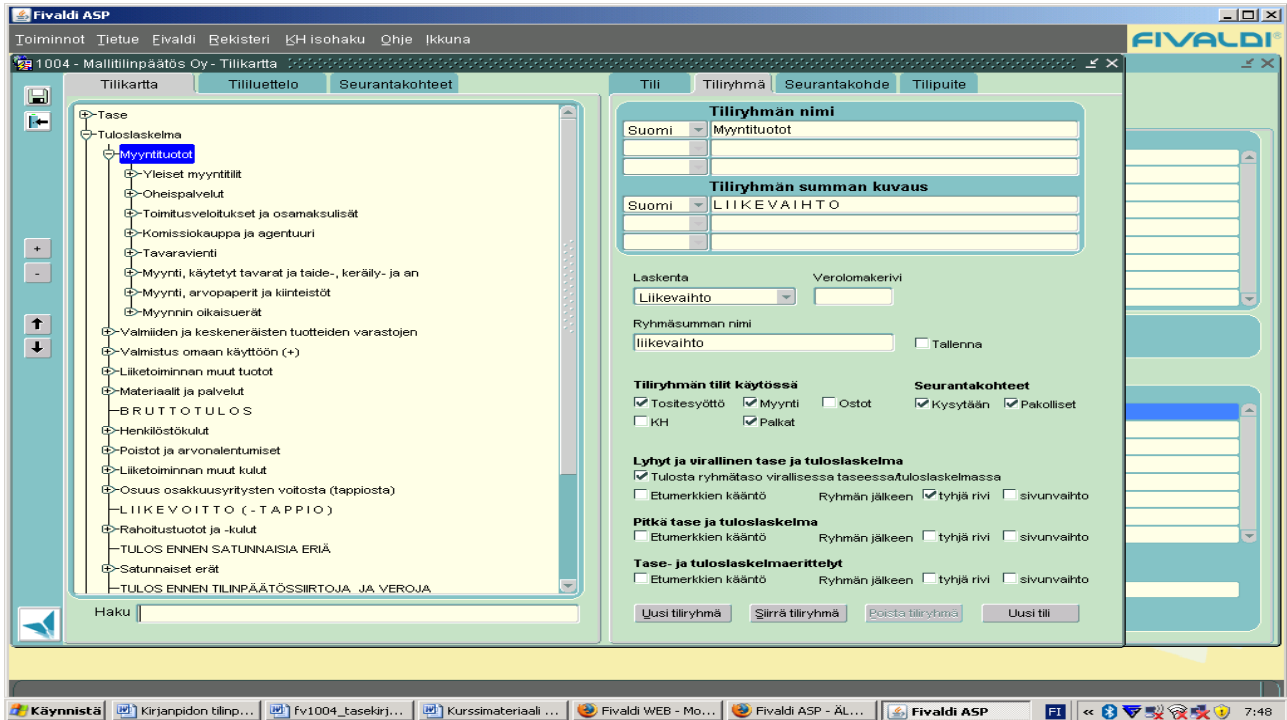 Fivaldi ASP
Toiminnot Tietue Eivaldi Rekisteri KH isohaku Ohje Ikkuna
FIVALDI®
1004 - Mallitilinpäätös Oy - Tilikartta
Tilikartta Tililuettelo Seurantakohteet
Tase
Tuloslaskelma
Myyntituotot
Yleiset myyntitilit
Oheispalvelut
Toimitusveloitukset ja osamaksulisät
Komissiokauppa ja agentuuri
Tavaravienti
Myynti, käytetyt tavarat ja taide-, keräily- ja an
Myynti, arvopaperit ja kiinteistöt
Myynnin oikaisuerät
Valmiiden ja keskeneräisten tuotteiden varastojen
Valmistus omaan käyttöön (+)
Liiketoiminnan muut tuotot
Materiaalit ja palvelut
B R U T T O T U L O S
Henkilöstökulut
Poistot ja arvonalentumiset
Liiketoiminnan muut kulut
Osuus osakkuusyritysten voitosta (tappiosta)
L I I K E V O I T T O ( - T A P P I O )
Rahoitustuotot ja -kulut
TULOS ENNEN SATUNNAISIA ERIÄ
Satunnaiset erät
TULOS ENNEN TILINPÄÄTÖSSIIRTOJA JA VEROJA
Haku
+
-
Tili Tiliryhmä Seurantakohde Tilipuite
Tiliryhmän nimi
Suomi Myyntituotot
Tiliryhmän summan kuvaus
Suomi L I I K E V A I H T O
Laskenta Verolomakerivi
Liikevaihto
Ryhmäsumman nimi
liikevaihto Tallenna
Tiliryhmän tilit käytössä Seurantakohteet
Tositesyöttö Myynti Ostot Kysytään Pakolliset
KH Palkat
Lyhyt ja virallinen tase ja tuloslaskelma
Tulosta ryhmätaso virallisessa taseessa/tuloslaskelmassa
Etumerkkien kääntö Ryhmän jälkeen tyhjä rivi sivunvaihto
Pitkä tase ja tuloslaskelma
Etumerkkien kääntö Ryhmän jälkeen tyhjä rivi sivunvaihto
Tase- ja tuloslaskelmaerittelyt
Etumerkkien kääntö Ryhmän jälkeen tyhjä rivi sivunvaihto
Uusi tiliryhmä Siirrä tiliryhmä Poista tiliryhmä Uusi tili
Käynnistä Kirjanpidon tilinp... fv1004_tasekirj... Kurssimateriaali ... Fivaldi WEB - Mo... Fivaldi ASP - ÄL... Fivaldi ASP FI « 7:48